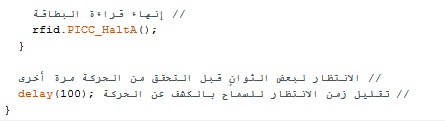 // إنهاء قراءة البطاقة
rfid.PICC_HaltA();
}
// الانتظار لبعض الثوانِ قبل التحقق من الحركة مرة أخرى
delay(100); // تقليل زمن الانتظار للسماح بالكشف عن الحركة
}